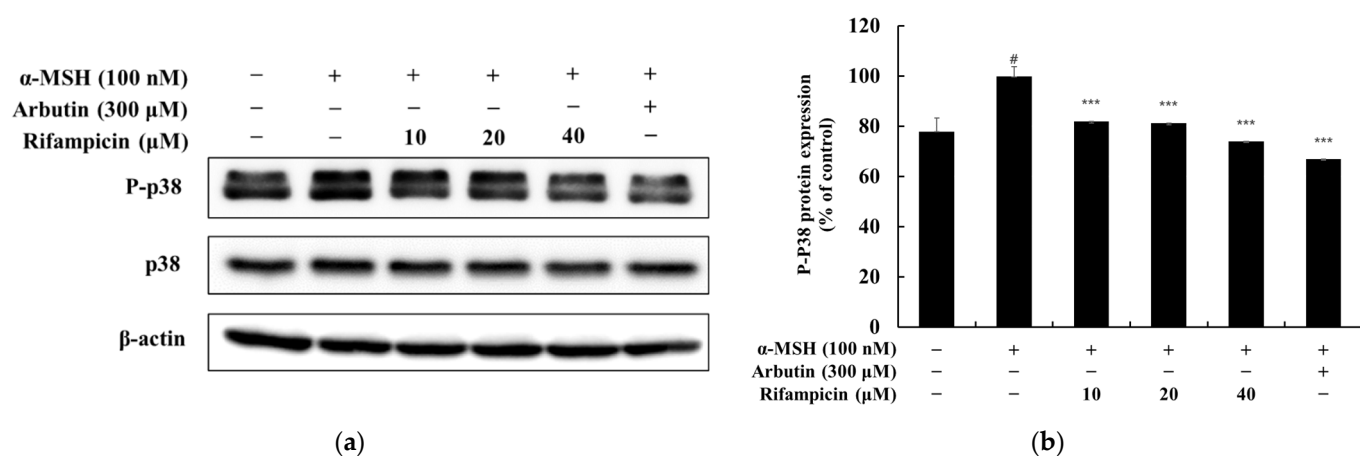 α-MSH (100 nM) – + + + + +
Arbutin (300 μM) – – – – – +
Rifampicin (μM) – – 10 20 40 –
P-p38
p38
β-actin
(a)
P-P38 protein expression
(% of control)
120
100
80
60
40
20
0
#
***
***
***
***
α-MSH (100 nM) – + + + + +
Arbutin (300 μM) – – – – – +
Rifampicin (μM) – – 10 20 40 –
(b)